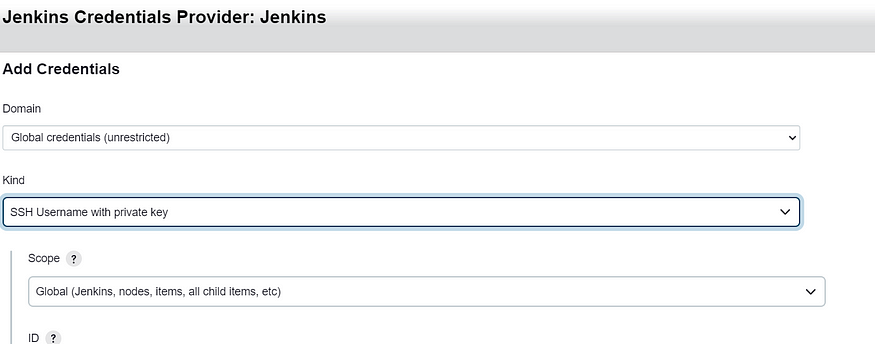 Jenkins Credentials Provider: Jenkins
Add Credentials
Domain
Global credentials (unrestricted)
Kind
SSH Username with private key
Scope ?
Global (Jenkins, nodes, items, all child items, etc)
ID ?